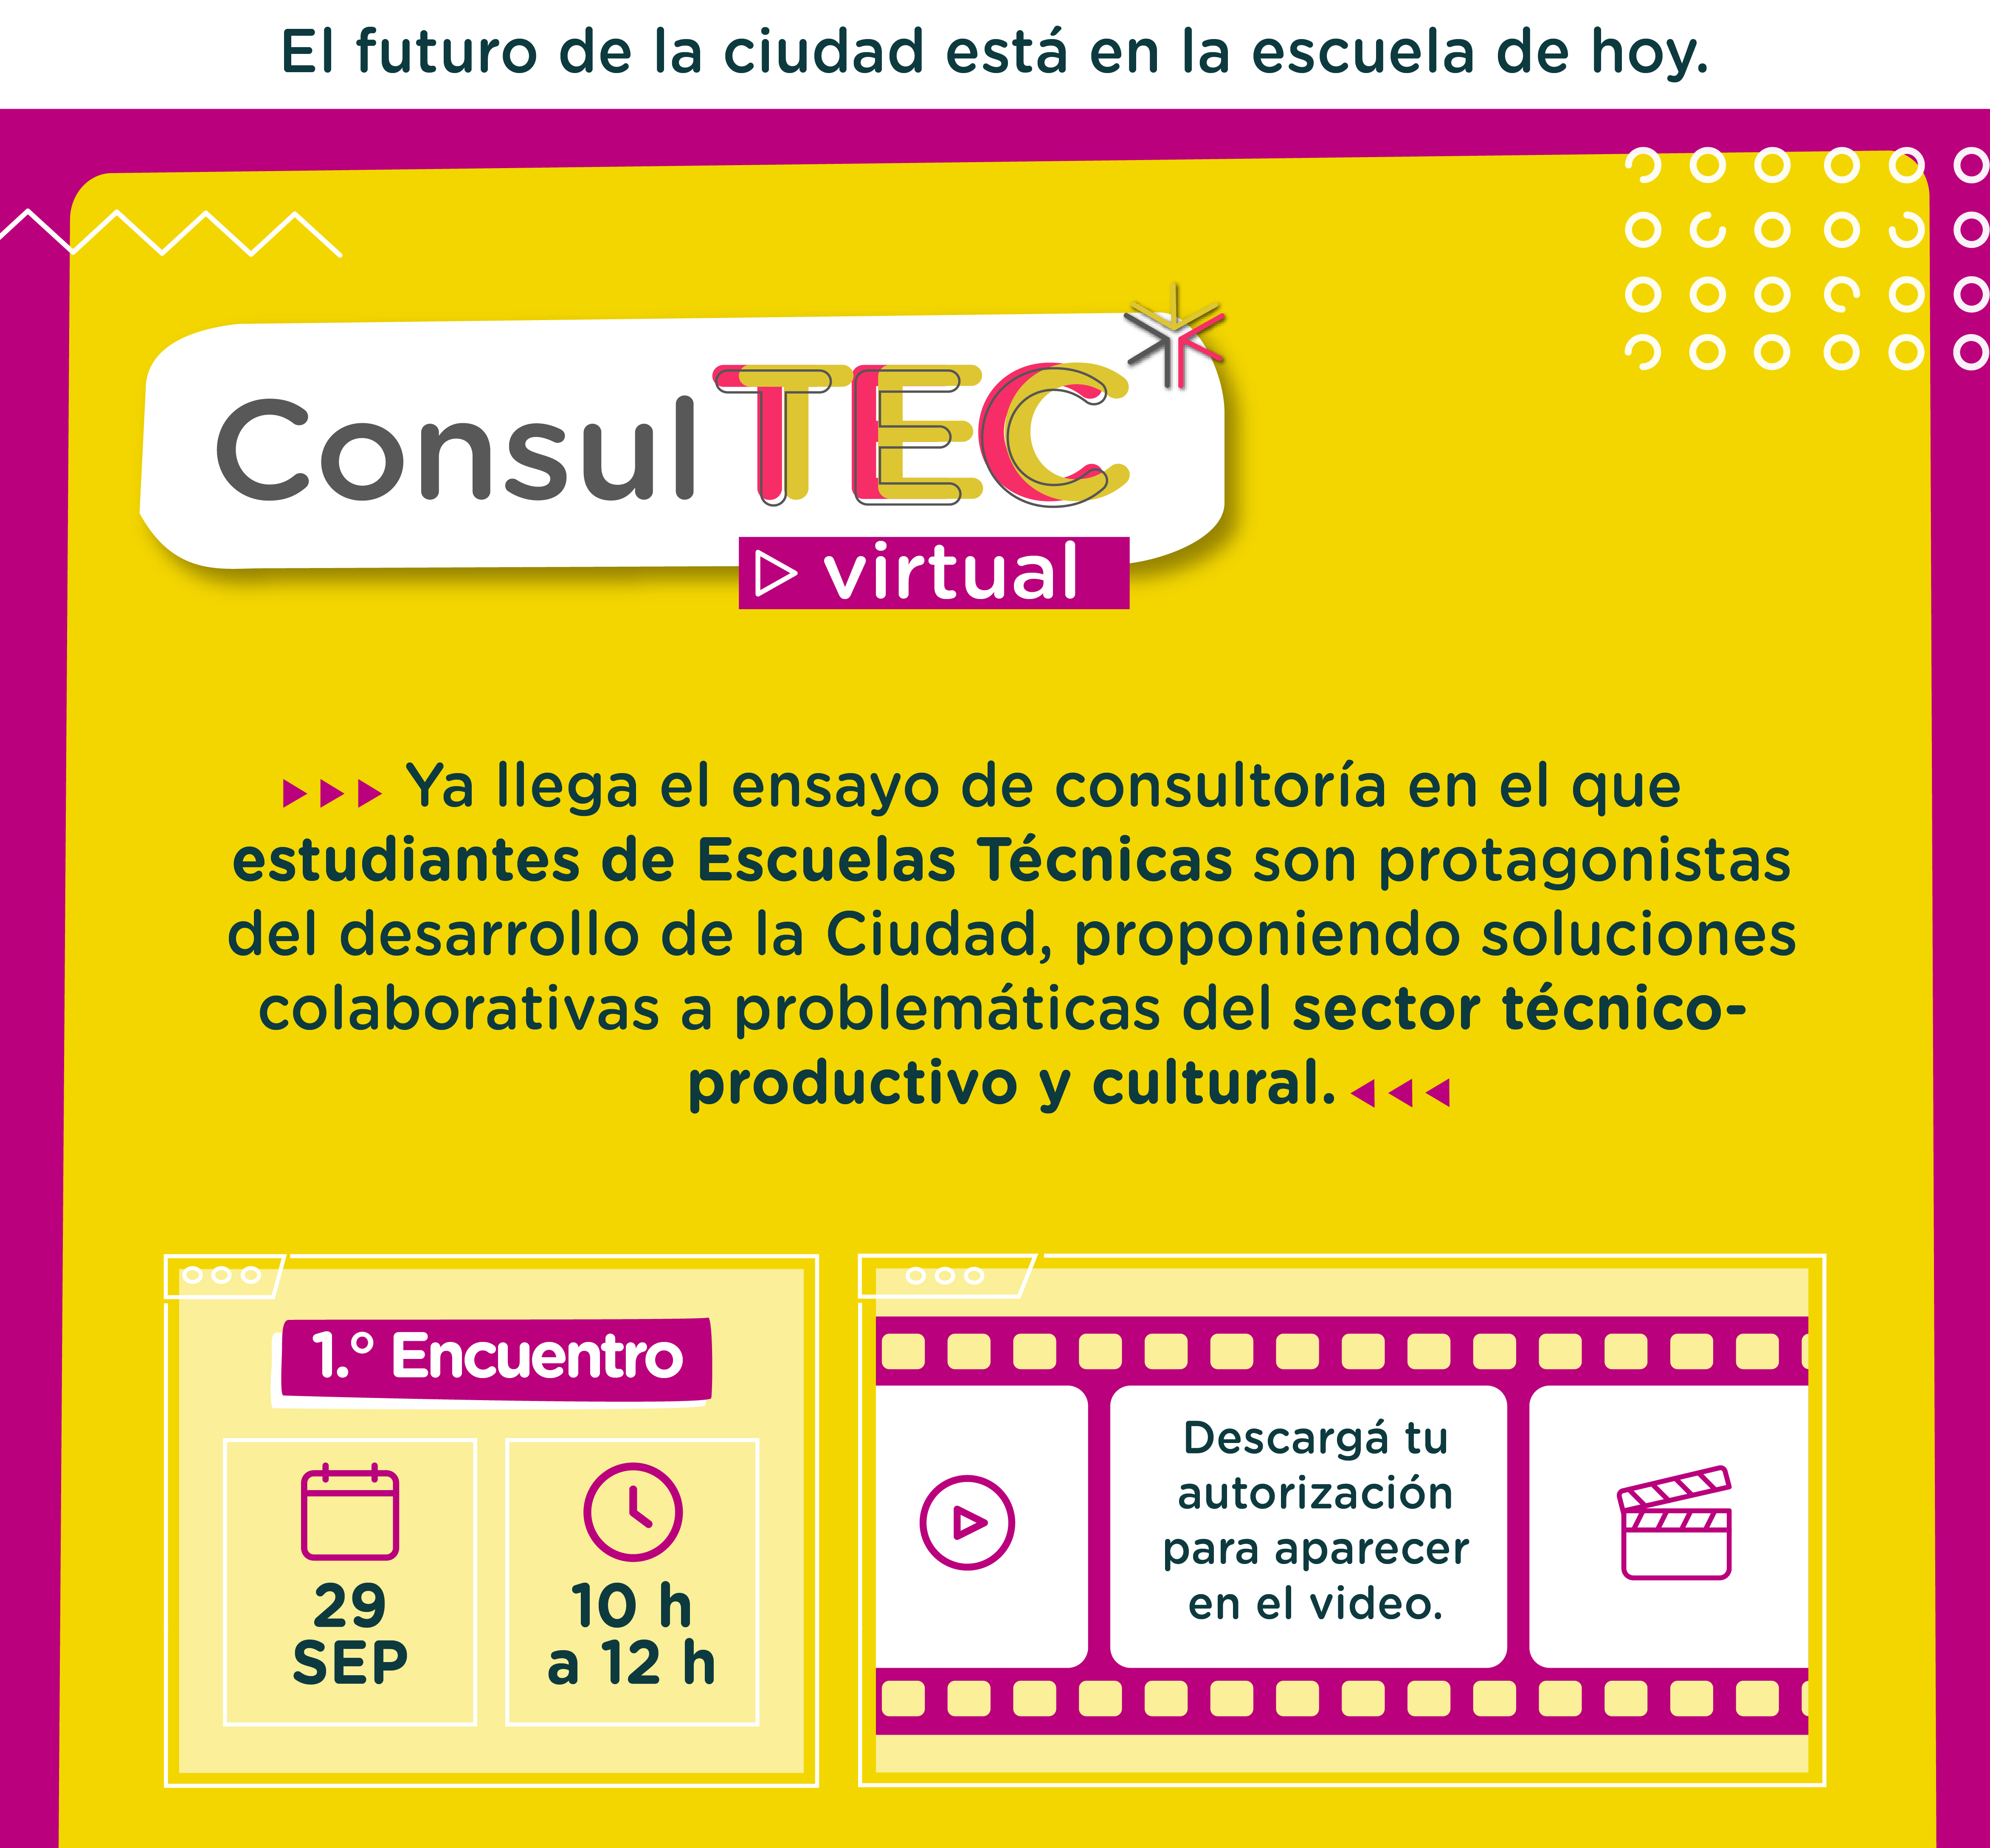 El futuro de la ciudad está en la escuela de hoy.
ConsulTEC
virtual
Ya llega el ensayo de consultoría en el que
estudiantes de Escuelas Técnicas son protagonistas
del desarrollo de la Ciudad, proponiendo soluciones
colaborativas a problemáticas del sector técnico-
productivo y cultural.
1.° Encuentro
29
SEP
10 h
a 12 h
Descargá tu
autorización
para aparecer
en el video.